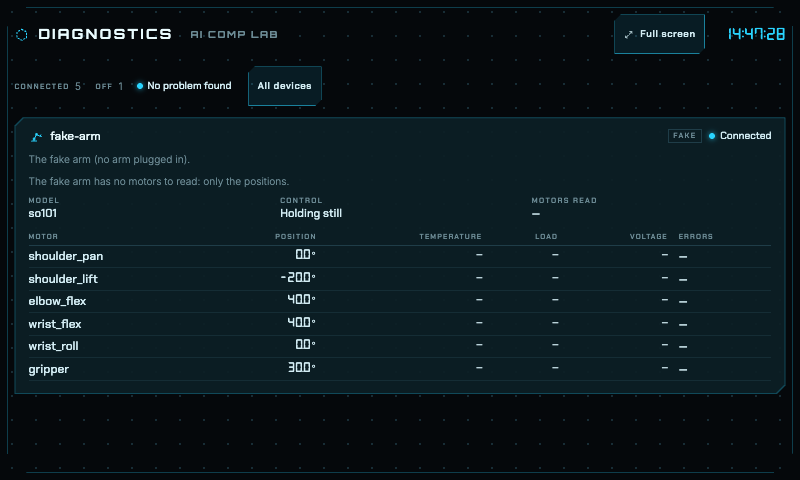 DIAGNOSTICS AI COMP LAB Full screen 14:47:28
CONNECTED 5 OFF 1 No problem found All devices
fake-arm FAKE Connected
The fake arm (no arm plugged in).
The fake arm has no motors to read: only the positions.
MODEL CONTROL MOTORS READ
so101 Holding still —
MOTOR POSITION TEMPERATURE LOAD VOLTAGE ERRORS
shoulder_pan 0.0° — — — —
shoulder_lift -20.0° — — — —
elbow_flex 40.0° — — — —
wrist_flex 40.0° — — — —
wrist_roll 0.0° — — — —
gripper 30.0° — — — —